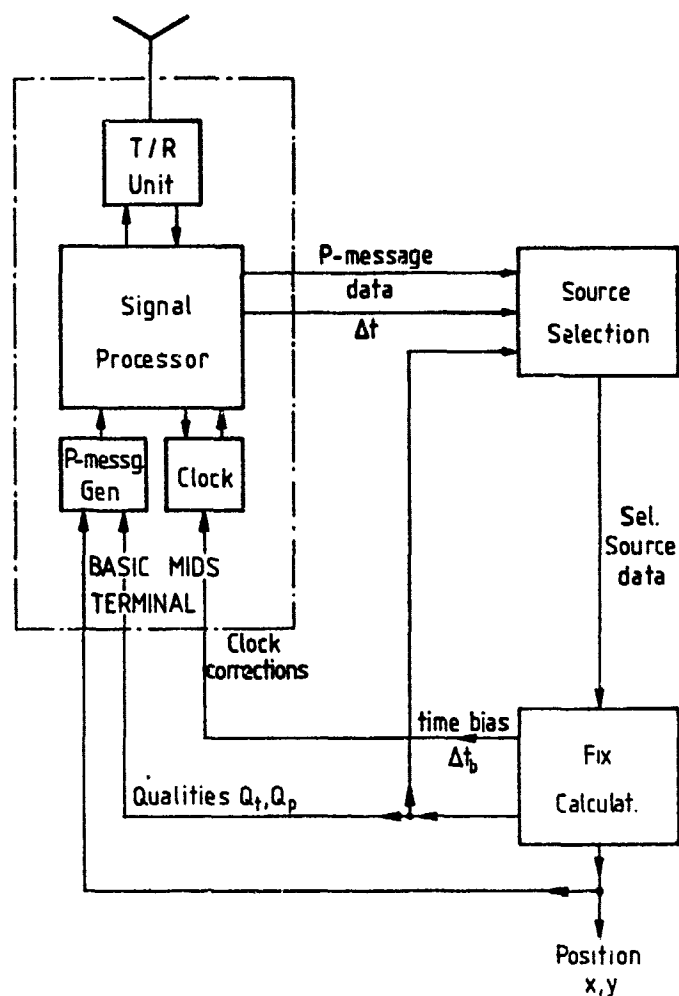 T/R
Unit
Signal
Processor
P-message
data
Δt
Source
Selection
P-messg.
Gen
Clock
BASIC MIDS
TERMINAL
Clock
corrections
Sel.
Source
data
time bias
Δt_b
Fix
Calculat.
Qualities Q_t,Q_p
Position
x,y